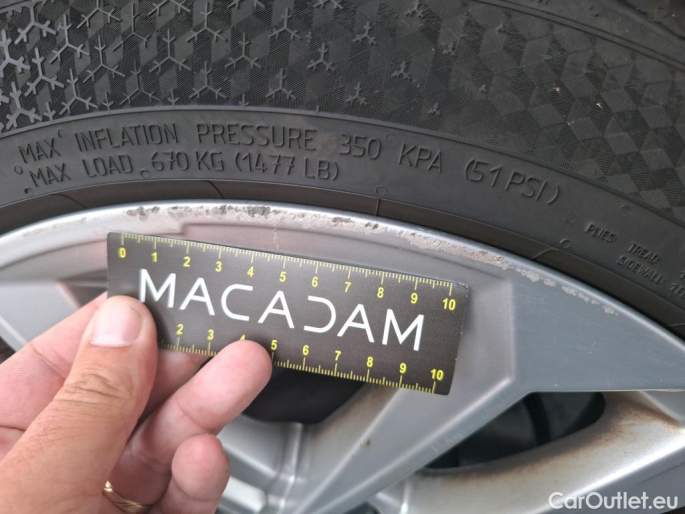 MAX INFLATION PRESSURE 350 KPA (51 PSI)
MAX LOAD 670 KG (1477 LB)
PLIES TREAD
SIDEWALL
0 1 2 3 4 5 6 7 8 9 10
MACADAM
2 3 4 5 6 7 8 9 10
CarOutlet.eu